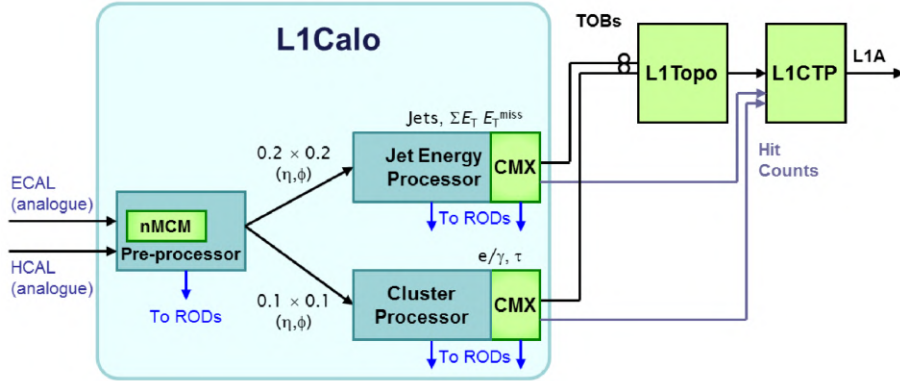 TOBs
L1Calo
L1Topo
L1CTP
L1A
Jets, ΣE_T E_T^miss
0.2 × 0.2
(η,ϕ)
Jet Energy
Processor
CMX
Hit
Counts
ECAL
(analogue)
nMCM
Pre-processor
To RODs
HCAL
(analogue)
e/γ, τ
To RODs
0.1 × 0.1
(η,ϕ)
Cluster
Processor
CMX
To RODs